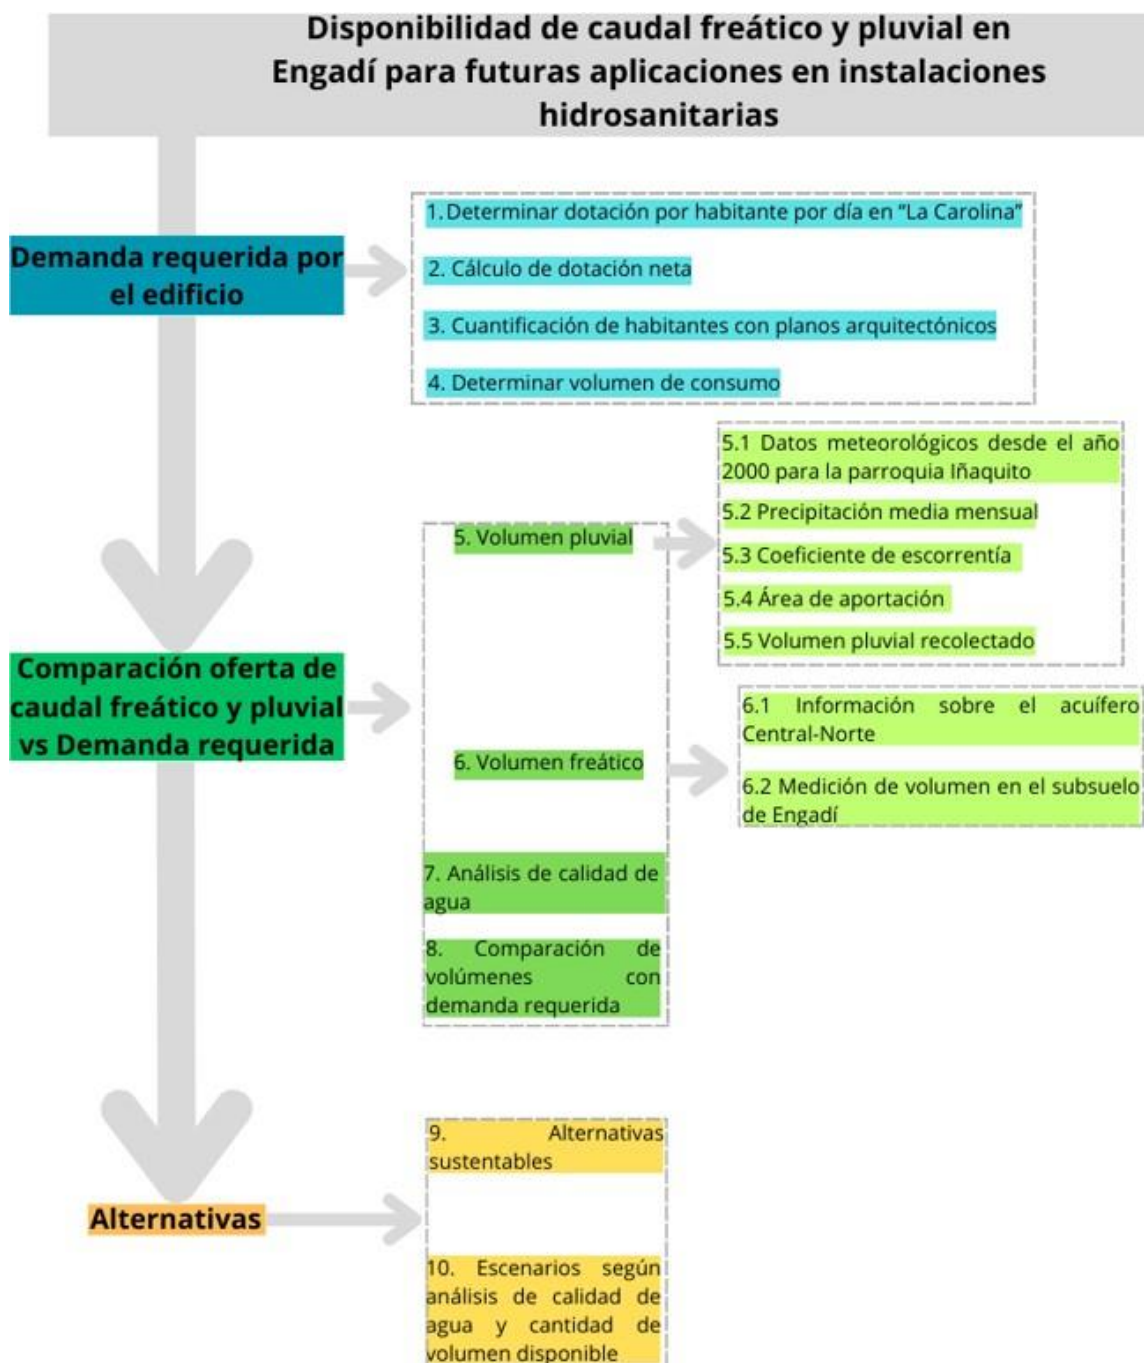 Disponibilidad de caudal freático y pluvial en
Engadí para futuras aplicaciones en instalaciones
hidrosanitarias
Demanda requerida por
el edificio
1. Determinar dotación por habitante por día en “La Carolina”
2. Cálculo de dotación neta
3. Cuantificación de habitantes con planos arquitectónicos
4. Determinar volumen de consumo
Comparación oferta de
caudal freático y pluvial
vs Demanda requerida
5. Volumen pluvial
5.1 Datos meteorológicos desde el año
2000 para la parroquia Iñaquito
5.2 Precipitación media mensual
5.3 Coeficiente de escorrentía
5.4 Área de aportación
5.5 Volumen pluvial recolectado
6. Volumen freático
6.1 Información sobre el acuífero
Central-Norte
6.2 Medición de volumen en el subsuelo
de Engadí
7. Análisis de calidad de
agua
8. Comparación de
volúmenes con
demanda requerida
Alternativas
9. Alternativas
sustentables
10. Escenarios según
análisis de calidad de
agua y cantidad de
volumen disponible